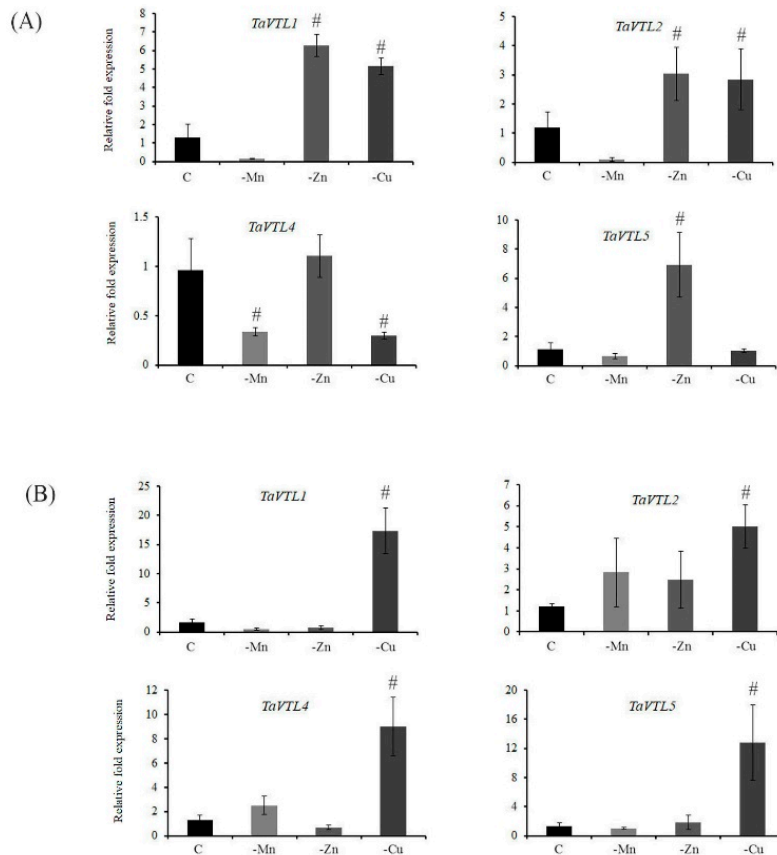 (A)
TaVTL1
Relative fold expression
8
7
6
5
4
3
2
1
0
#
#
C -Mn -Zn -Cu
TaVTL2
5
4
3
2
1
0
#
#
C -Mn -Zn -Cu
TaVTL4
Relative fold expression
1.5
1
0.5
0
#
#
C -Mn -Zn -Cu
TaVTL5
10
8
6
4
2
0
#
C -Mn -Zn -Cu
(B)
TaVTL1
Relative fold expression
25
20
15
10
5
0
#
C -Mn -Zn -Cu
TaVTL2
7
6
5
4
3
2
1
0
#
C -Mn -Zn -Cu
TaVTL4
Relative fold expression
12
10
8
6
4
2
0
#
C -Mn -Zn -Cu
TaVTL5
20
16
12
8
4
0
#
C -Mn -Zn -Cu